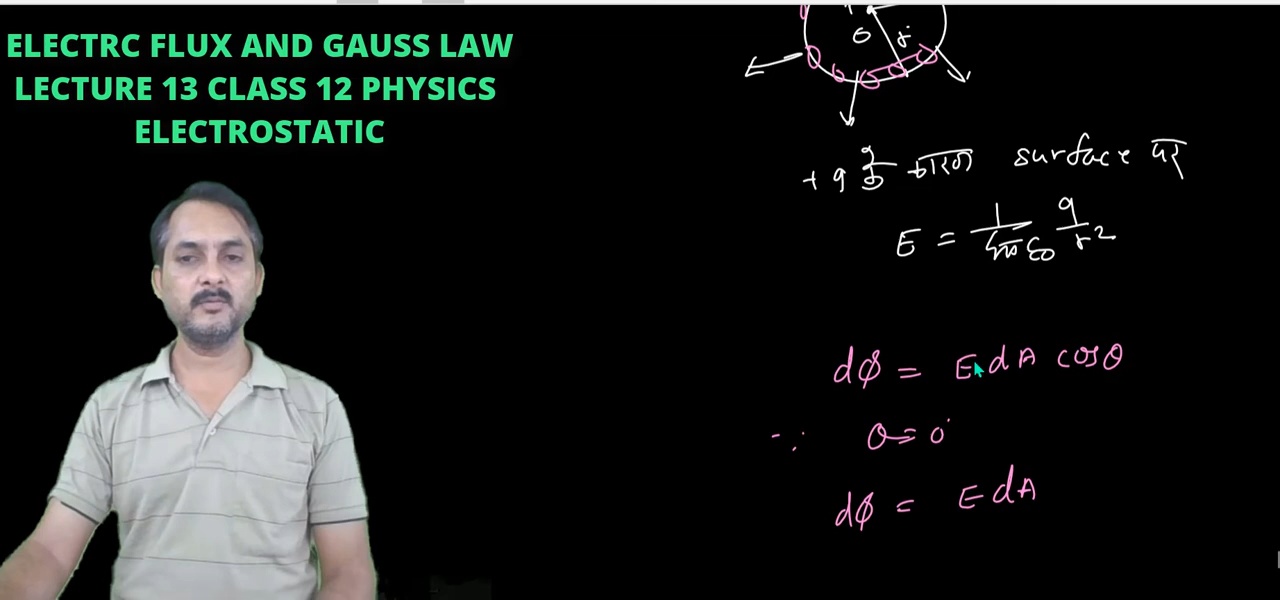 ELECTRC FLUX AND GAUSS LAW
LECTURE 13 CLASS 12 PHYSICS
ELECTROSTATIC
r
+ q के कारण surface पर
E = 1/4πε0 q/r2
dϕ = E dA cosθ
∵ θ = 0°
dϕ = E dA